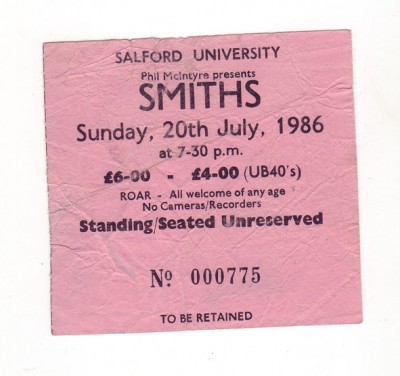 SALFORD UNIVERSITY
Phil McIntyre presents
SMITHS
Sunday, 20th July, 1986
at 7-30 p.m.
£6-00 - £4-00 (UB40's)
ROAR - All welcome of any age
No Cameras/Recorders
Standing/Seated Unreserved
No 000775
TO BE RETAINED